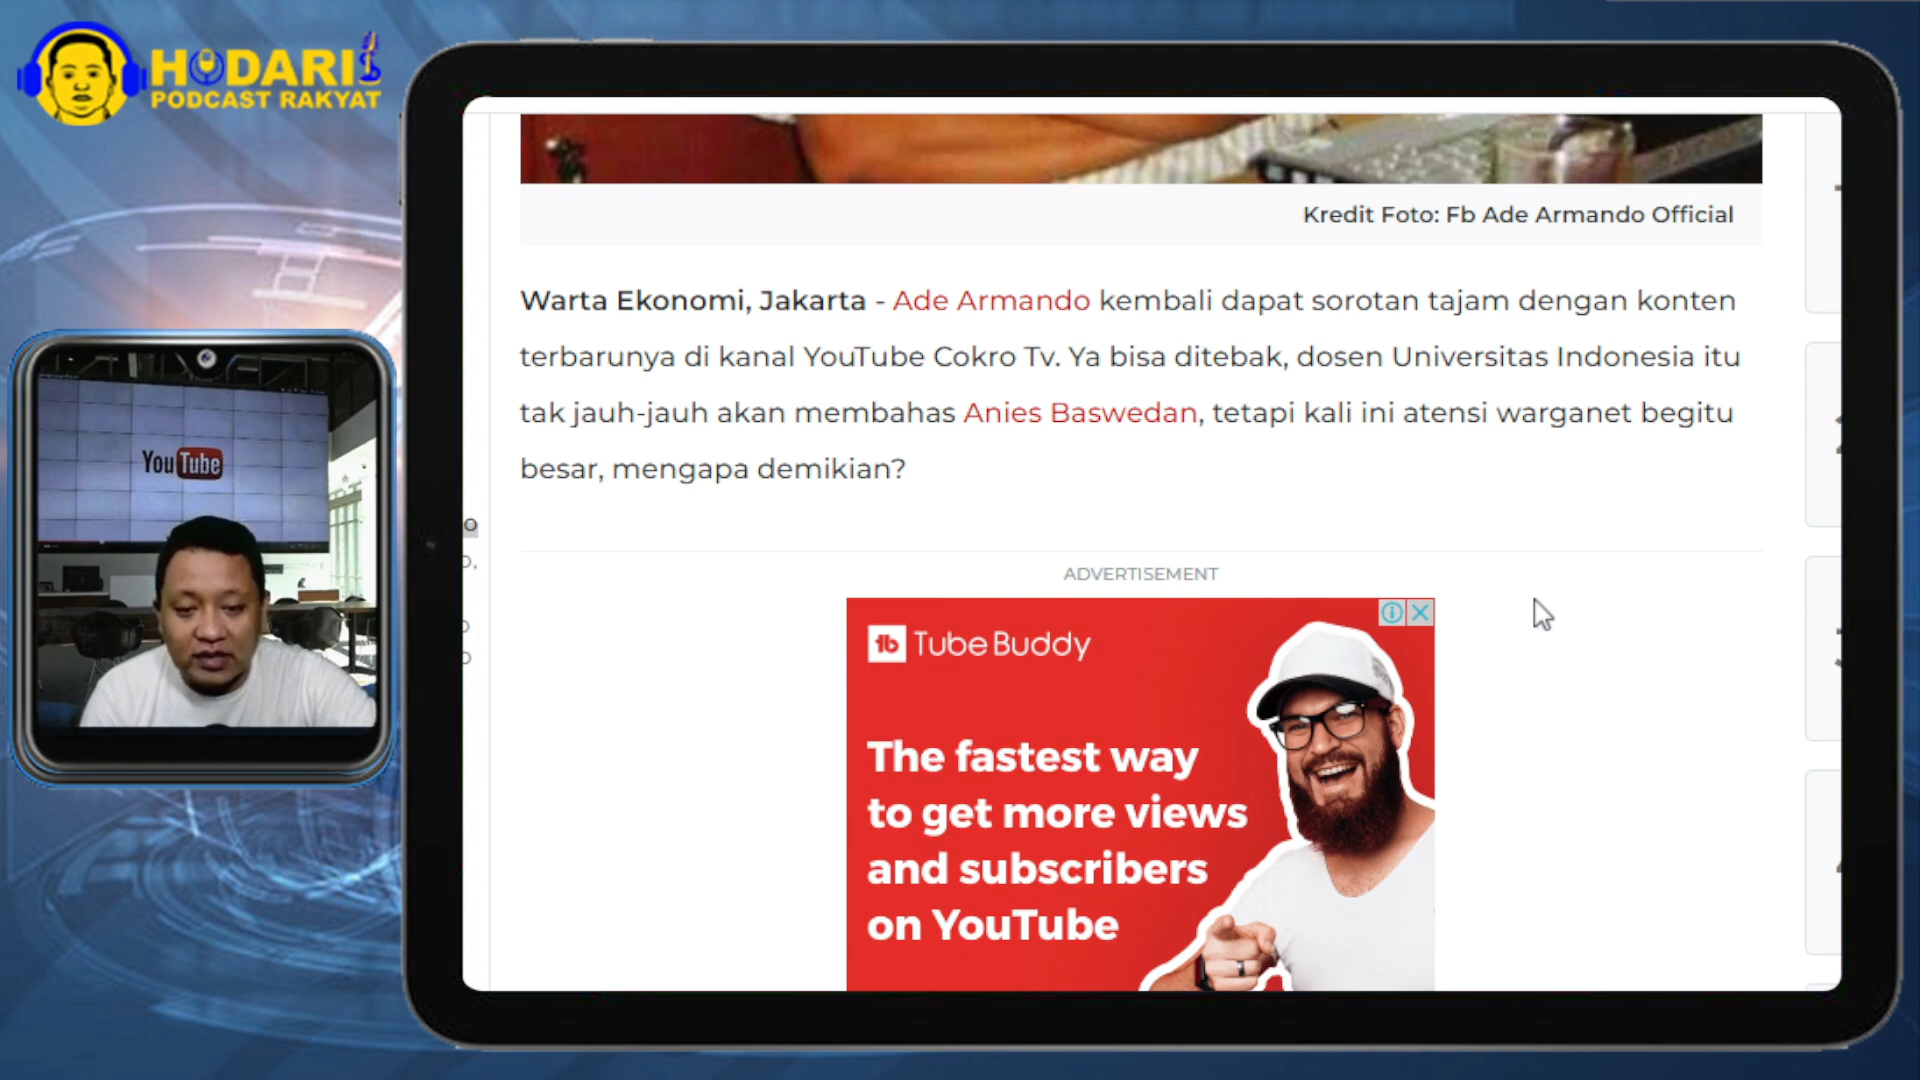 HODARI
PODCAST RAKYAT
YouTube
Kredit Foto: Fb Ade Armando Official
Warta Ekonomi, Jakarta - Ade Armando kembali dapat sorotan tajam dengan konten
terbarunya di kanal YouTube Cokro Tv. Ya bisa ditebak, dosen Universitas Indonesia itu
tak jauh-jauh akan membahas Anies Baswedan, tetapi kali ini atensi warganet begitu
besar, mengapa demikian?
ADVERTISEMENT
tb TubeBuddy
The fastest way
to get more views
and subscribers
on YouTube